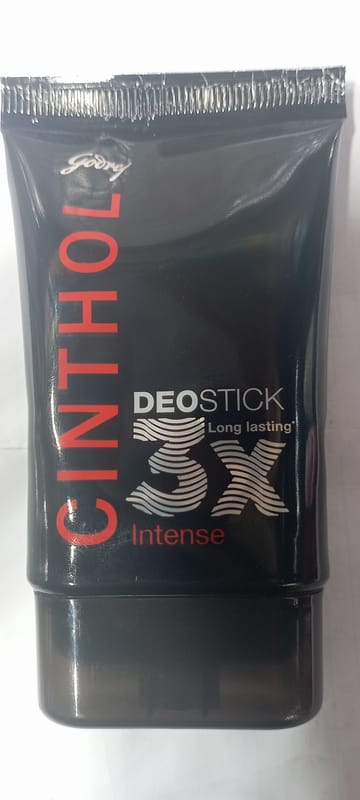 Godrej
CINTHOL
DEOSTICK
Long lasting*
3x
Intense